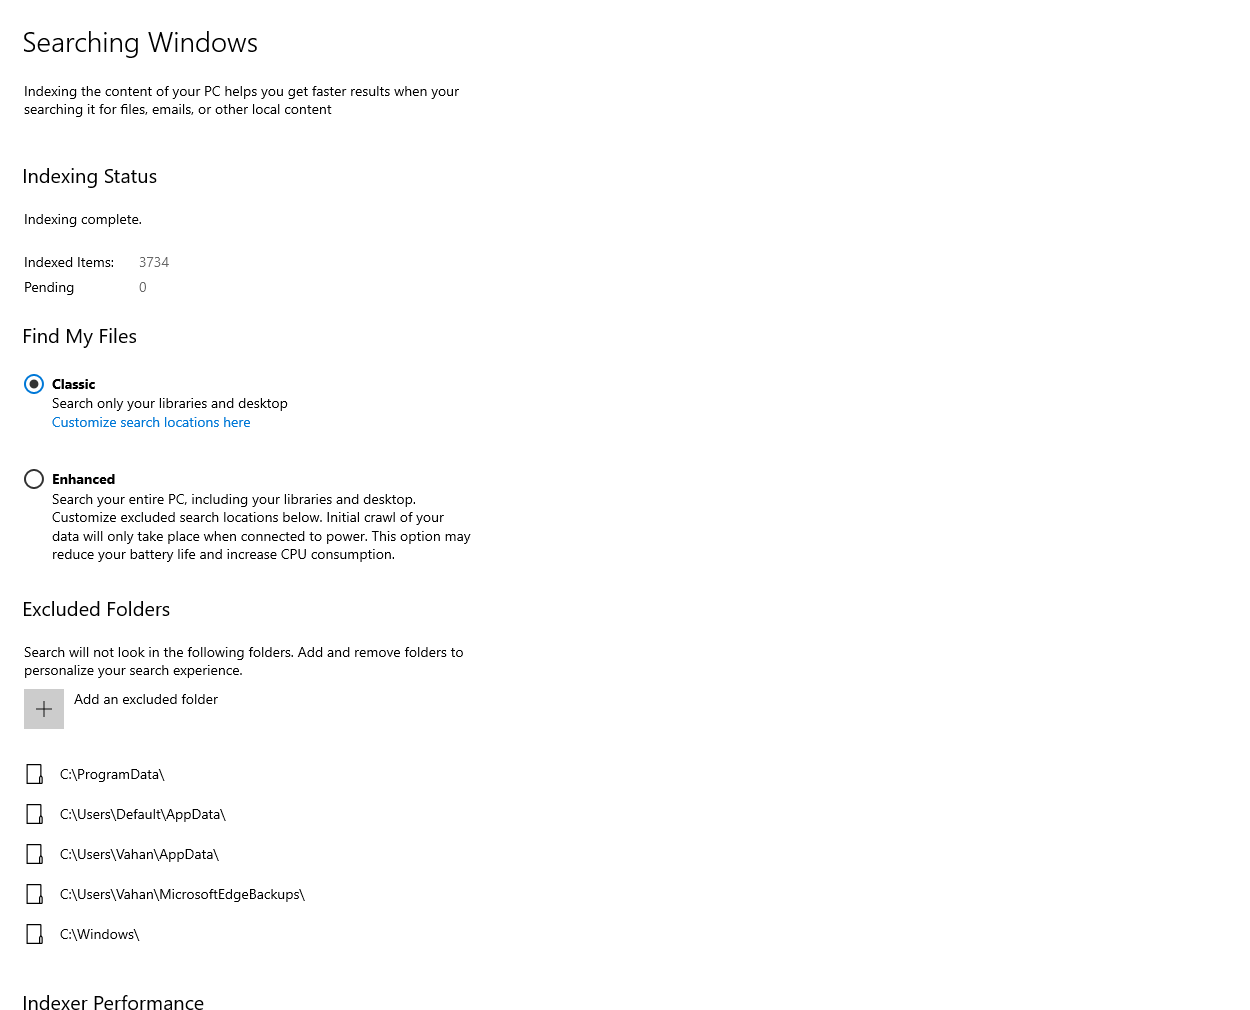 Searching Windows
Indexing the content of your PC helps you get faster results when your
searching it for files, emails, or other local content
Indexing Status
Indexing complete.
Indexed Items: 3734
Pending 0
Find My Files
Classic
Search only your libraries and desktop
Customize search locations here
Enhanced
Search your entire PC, including your libraries and desktop.
Customize excluded search locations below. Initial crawl of your
data will only take place when connected to power. This option may
reduce your battery life and increase CPU consumption.
Excluded Folders
Search will not look in the following folders. Add and remove folders to
personalize your search experience.
Add an excluded folder
C:\ProgramData\
C:\Users\Default\AppData\
C:\Users\Vahan\AppData\
C:\Users\Vahan\MicrosoftEdgeBackups\
C:\Windows\
Indexer Performance